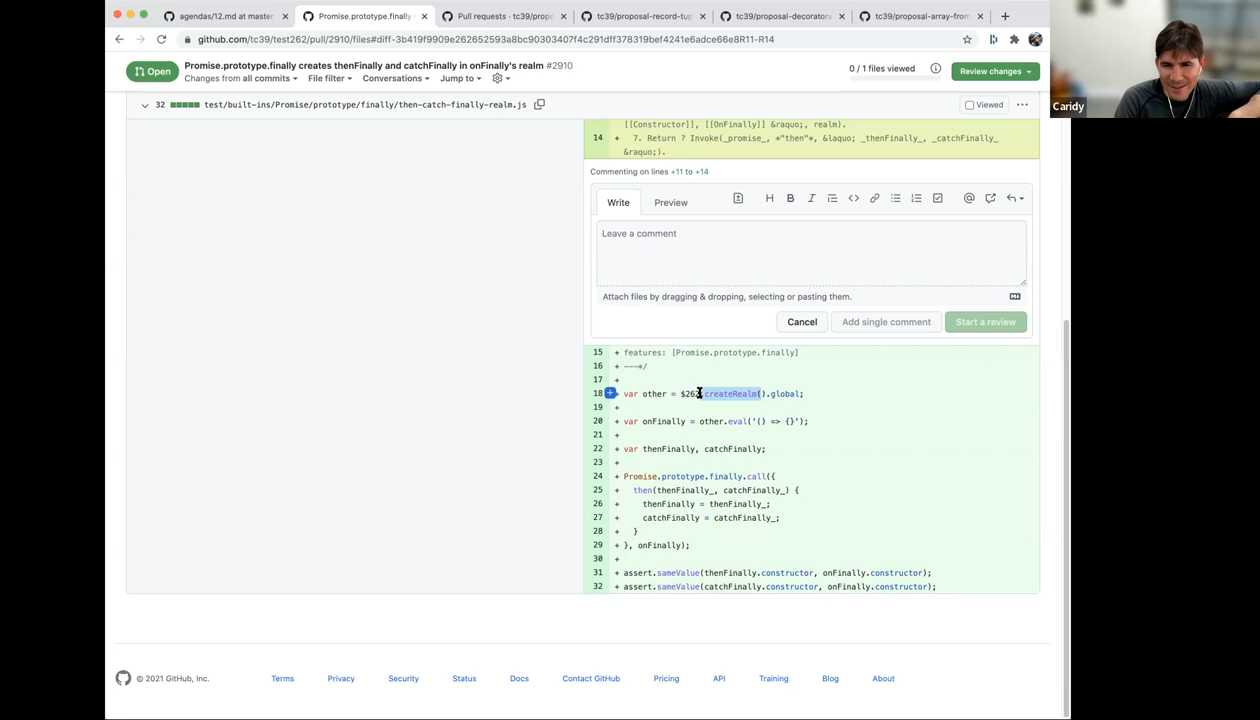 agendas/12.md at master
Promise.prototype.finally
Pull requests · tc39/propo
tc39/proposal-record-tup
tc39/proposal-decorators
tc39/proposal-array-from
github.com/tc39/test262/pull/2910/files#diff-3b419f9909e262652593a8bc90303407f4c291dff378319bef4241e6adce66e8R11-R14
Open
Promise.prototype.finally creates thenFinally and catchFinally in onFinally's realm #2910
Changes from all commits
File filter
Conversations
Jump to
0 / 1 files viewed
Review changes
Caridy
32
test/built-ins/Promise/prototype/finally/then-catch-finally-realm.js
Viewed
[[Constructor]], [[OnFinally]] &raquo;, realm).
14 + 7. Return ? Invoke(_promise_, *"then"*, &laquo; _thenFinally_, _catchFinally_
&raquo;).
Commenting on lines +11 to +14
Write
Preview
Leave a comment
Attach files by dragging & dropping, selecting or pasting them.
Cancel
Add single comment
Start a review
15 + features: [Promise.prototype.finally]
16 + ---*/
17 +
18 + var other = $262.createRealm().global;
19 +
20 + var onFinally = other.eval('() => {}');
21 +
22 + var thenFinally, catchFinally;
23 +
24 + Promise.prototype.finally.call({
25 + then(thenFinally_, catchFinally_) {
26 + thenFinally = thenFinally_;
27 + catchFinally = catchFinally_;
28 + }
29 + }, onFinally);
30 +
31 + assert.sameValue(thenFinally.constructor, onFinally.constructor);
32 + assert.sameValue(catchFinally.constructor, onFinally.constructor);
© 2021 GitHub, Inc.
Terms
Privacy
Security
Status
Docs
Contact GitHub
Pricing
API
Training
Blog
About